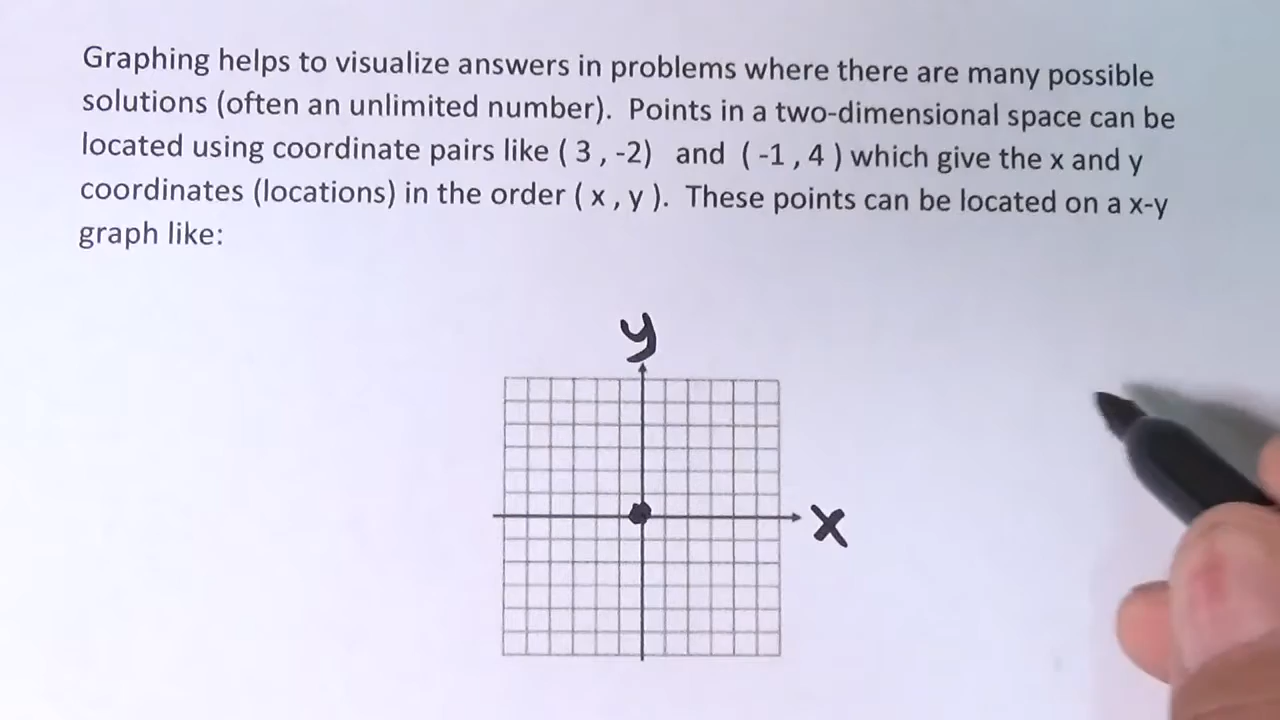 Graphing helps to visualize answers in problems where there are many possible
solutions (often an unlimited number). Points in a two-dimensional space can be
located using coordinate pairs like ( 3 , -2) and ( -1 , 4 ) which give the x and y
coordinates (locations) in the order ( x , y ). These points can be located on a x-y
graph like:
y
x